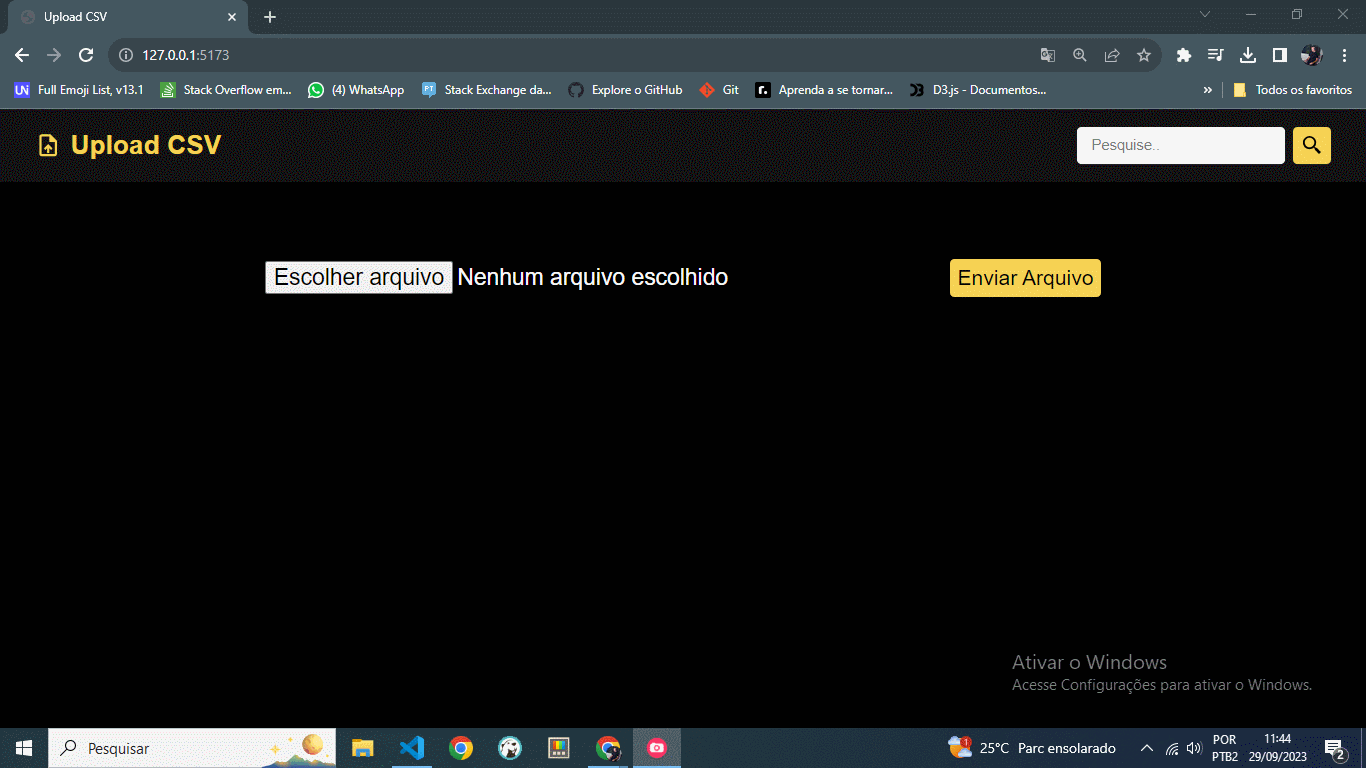 Upload CSV
127.0.0.1:5173
UN Full Emoji List, v13.1
Stack Overflow em...
(4) WhatsApp
PT Stack Exchange da...
Explore o GitHub
Git
r. Aprenda a se tornar...
D3.js - Documentos...
»
Todos os favoritos
Upload CSV
Pesquise..
Escolher arquivo Nenhum arquivo escolhido
Enviar Arquivo
Ativar o Windows
Acesse Configurações para ativar o Windows.
Pesquisar
1
25°C Parc ensolarado
POR
PTB2
11:44
29/09/2023
2